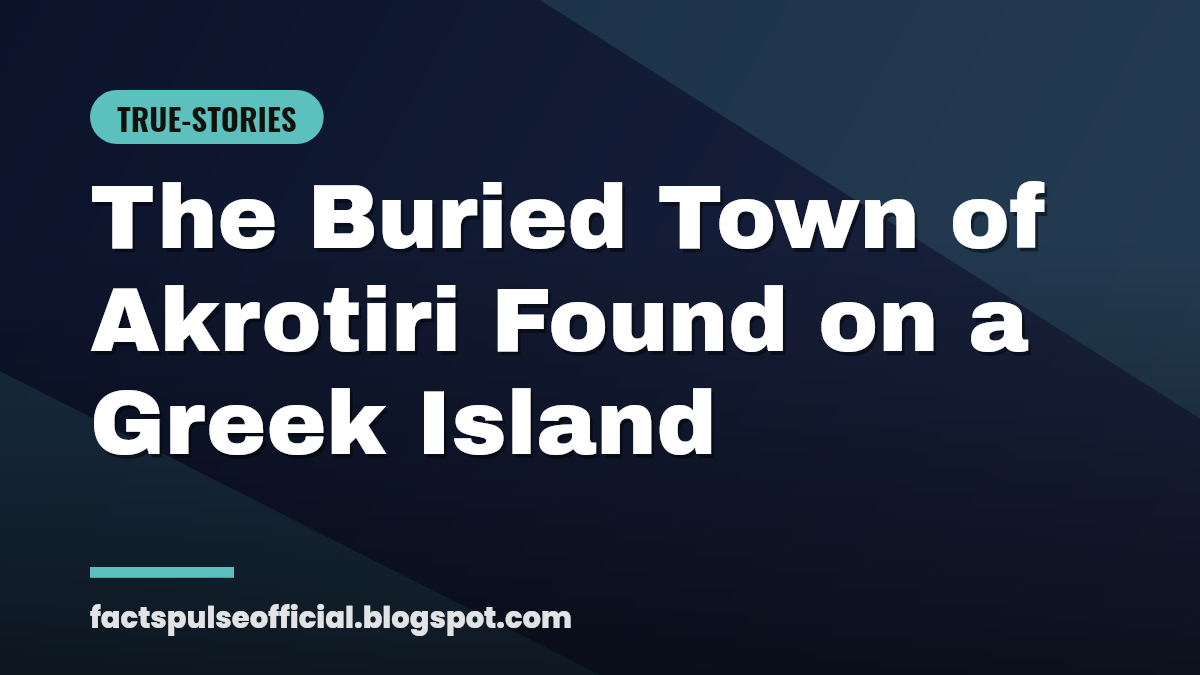 TRUE-STORIES
The Buried Town of
Akrotiri Found on a
Greek Island
factspulseofficial.blogspot.com